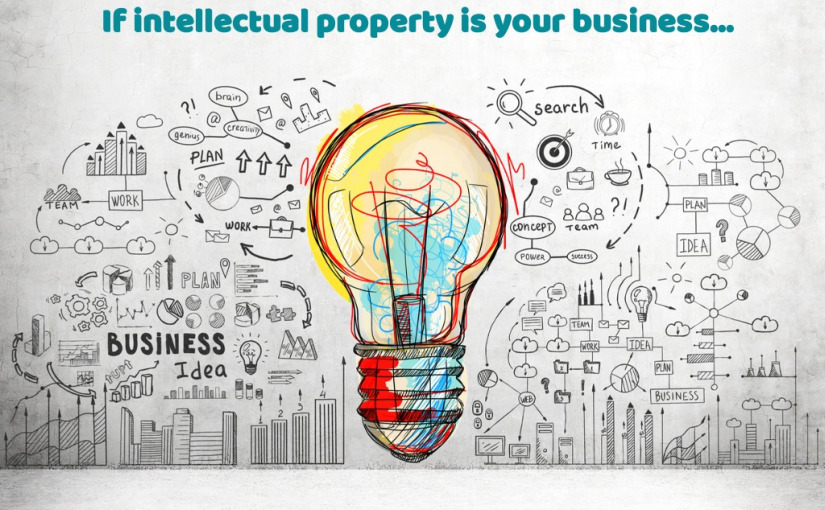 If intellectual property is your business...
brain
?!
@
genius
creativity
@
PLAN
TEAM
WORK
@
WORK
search
Time
@
?!
Team
CONCEPT
POWER
SUCCESS
PLAN
IDEA
?
PLAN
BUSINESS
Idea
1
2
3
4
TEAM
WORK
IDEA
PLAN
?
?
WEB
BUSINESS